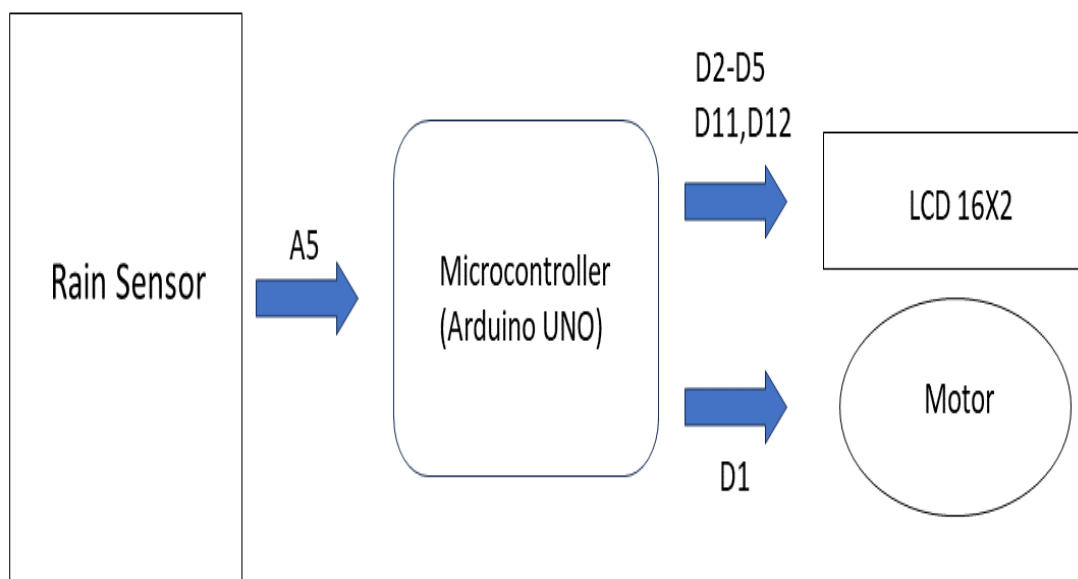 Rain Sensor
A5
Microcontroller
(Arduino UNO)
D2-D5
D11,D12
LCD 16X2
Motor
D1